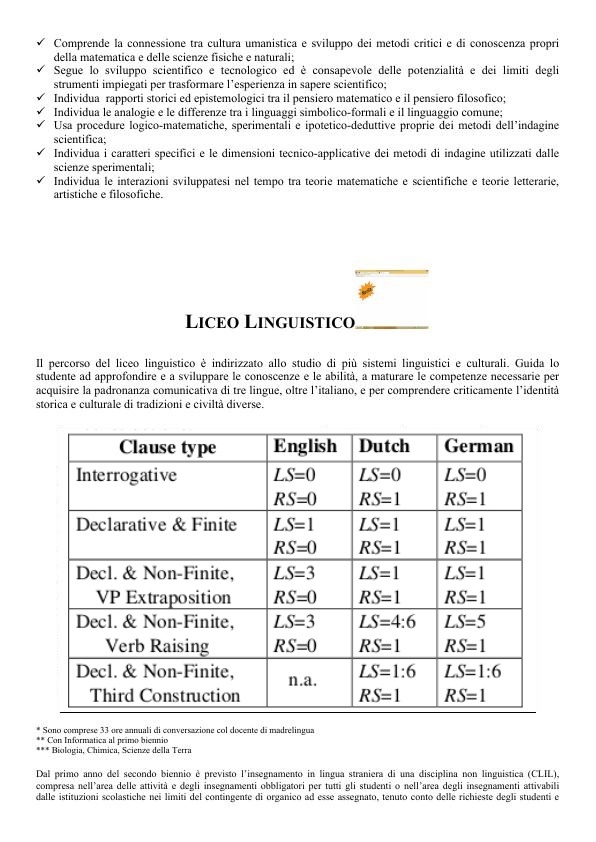 ✓ Comprende la connessione tra cultura umanistica e sviluppo dei metodi critici e di conoscenza propri
della matematica e delle scienze fisiche e naturali;
✓ Segue lo sviluppo scientifico e tecnologico ed è consapevole delle potenzialità e dei limiti degli
strumenti impiegati per trasformare l’esperienza in sapere scientifico;
✓ Individua rapporti storici ed epistemologici tra il pensiero matematico e il pensiero filosofico;
✓ Individua le analogie e le differenze tra i linguaggi simbolico-formali e il linguaggio comune;
✓ Usa procedure logico-matematiche, sperimentali e ipotetico-deduttive proprie dei metodi dell’indagine
scientifica;
✓ Individua i caratteri specifici e le dimensioni tecnico-applicative dei metodi di indagine utilizzati dalle
scienze sperimentali;
✓ Individua le interazioni sviluppatesi nel tempo tra teorie matematiche e scientifiche e teorie letterarie,
artistiche e filosofiche.
LICEO LINGUISTICO
Il percorso del liceo linguistico è indirizzato allo studio di più sistemi linguistici e culturali. Guida lo
studente ad approfondire e a sviluppare le conoscenze e le abilità, a maturare le competenze necessarie per
acquisire la padronanza comunicativa di tre lingue, oltre l’italiano, e per comprendere criticamente l’identità
storica e culturale di tradizioni e civiltà diverse.
Clause type English Dutch German
Interrogative LS=0 LS=0 LS=0
RS=0 RS=1 RS=1
Declarative & Finite LS=1 LS=1 LS=1
RS=0 RS=1 RS=1
Decl. & Non-Finite, LS=3 LS=1 LS=1
VP Extraposition RS=0 RS=1 RS=1
Decl. & Non-Finite, LS=3 LS=4:6 LS=5
Verb Raising RS=0 RS=1 RS=1
Decl. & Non-Finite, n.a. LS=1:6 LS=1:6
Third Construction RS=1 RS=1
* Sono comprese 33 ore annuali di conversazione col docente di madrelingua
** Con Informatica al primo biennio
*** Biologia, Chimica, Scienze della Terra
Dal primo anno del secondo biennio è previsto l’insegnamento in lingua straniera di una disciplina non linguistica (CLIL),
compresa nell’area delle attività e degli insegnamenti obbligatori per tutti gli studenti o nell’area degli insegnamenti attivabili
dalle istituzioni scolastiche nei limiti del contingente di organico ad esse assegnato, tenuto conto delle richieste degli studenti e